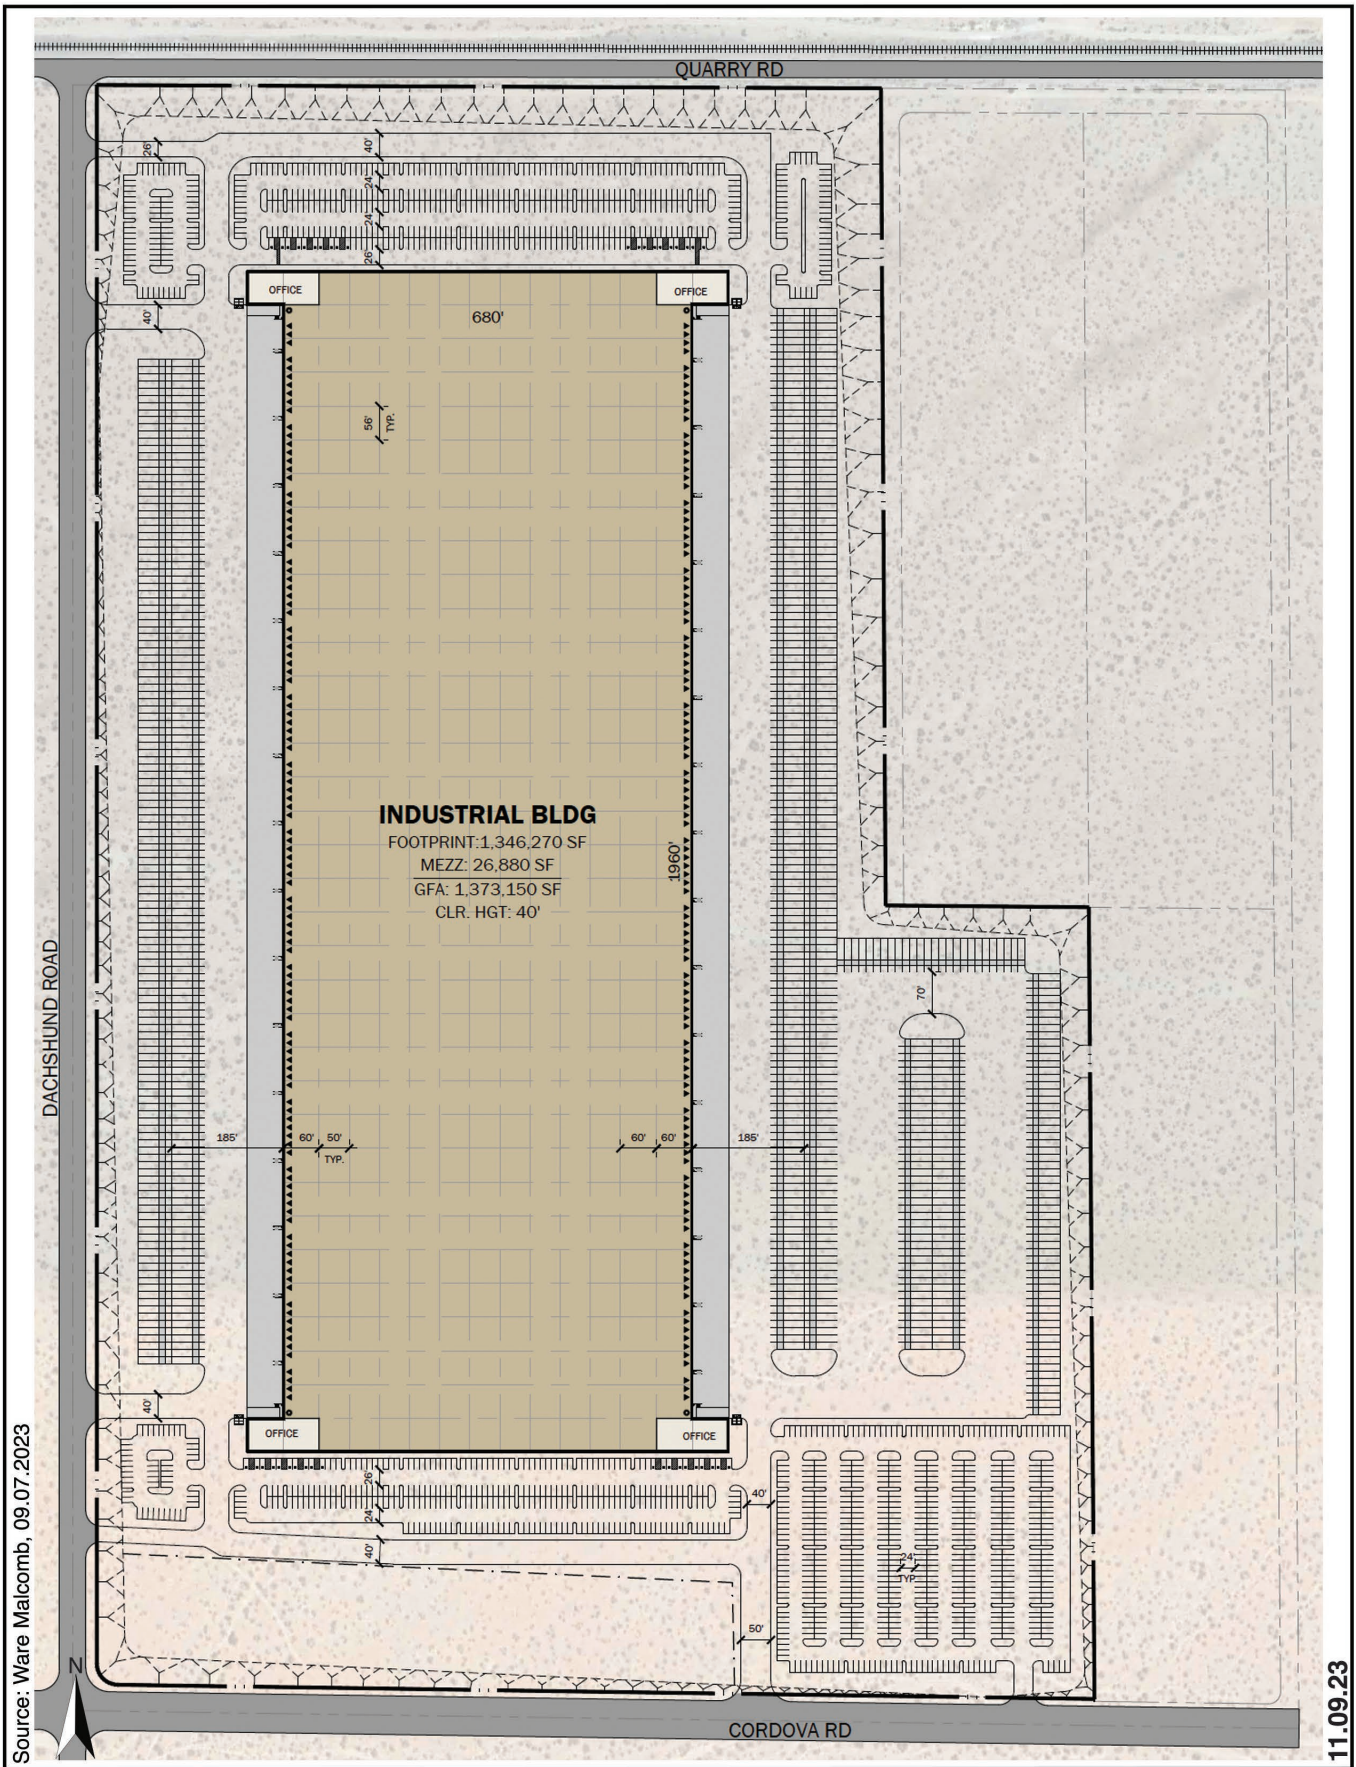 QUARRY RD
26'
40'
24'
24'
26'
OFFICE
OFFICE
40'
680'
56'
TYP.
INDUSTRIAL BLDG
FOOTPRINT:1,346,270 SF
MEZZ: 26,880 SF
GFA: 1,373,150 SF
CLR. HGT: 40'
1960'
DACHSHUND ROAD
70'
185'
60'
50'
TYP.
60'
60'
185'
40'
OFFICE
OFFICE
26'
24'
40'
40'
24'
TYP.
50'
N
CORDOVA RD
Source: Ware Malcomb, 09.07.2023
11.09.23